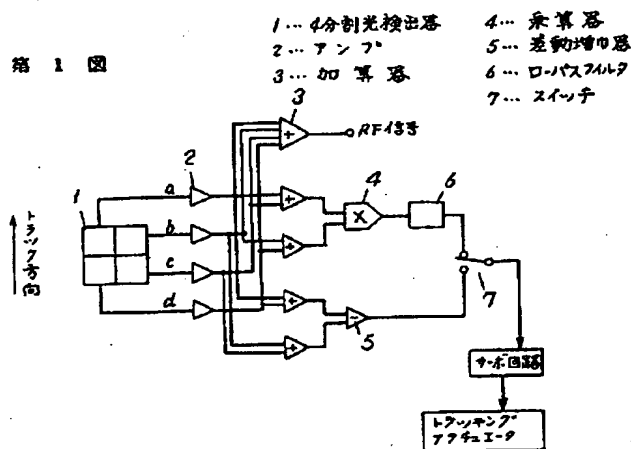 1…4分割光検出器
2…アンプ
3…加算器
4…乗算器
5…差動増巾器
6…ローパスフィルタ
7…スイッチ
第1図
3
RF信号
2
a
4
6
1
b
トラック方向
c
7
d
5
サーボ回路
トラッキング
アクチュエータ
+
+
+
+
+
×
-